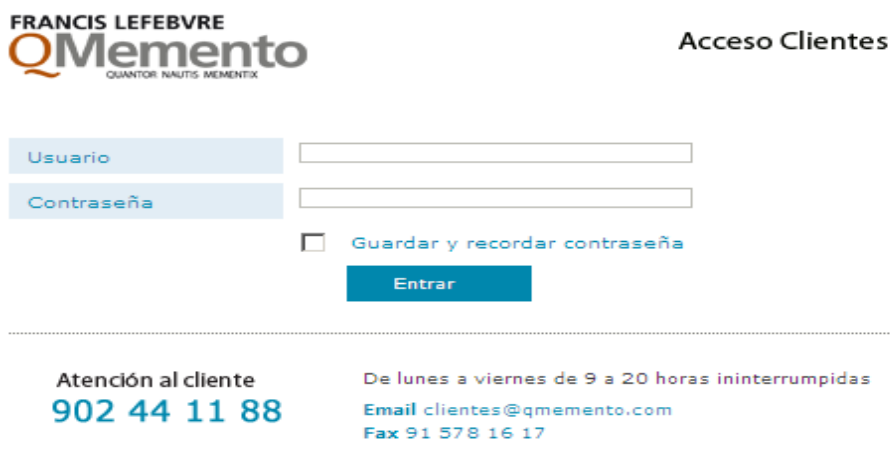 FRANCIS LEFEBVRE
QMemento
QUANTOR NAUTIS MEMENTIX
Acceso Clientes
Usuario
Contraseña
Guardar y recordar contraseña
Entrar
Atención al cliente
902 44 11 88
De lunes a viernes de 9 a 20 horas ininterrumpidas
Email clientes@qmemento.com
Fax 91 578 16 17